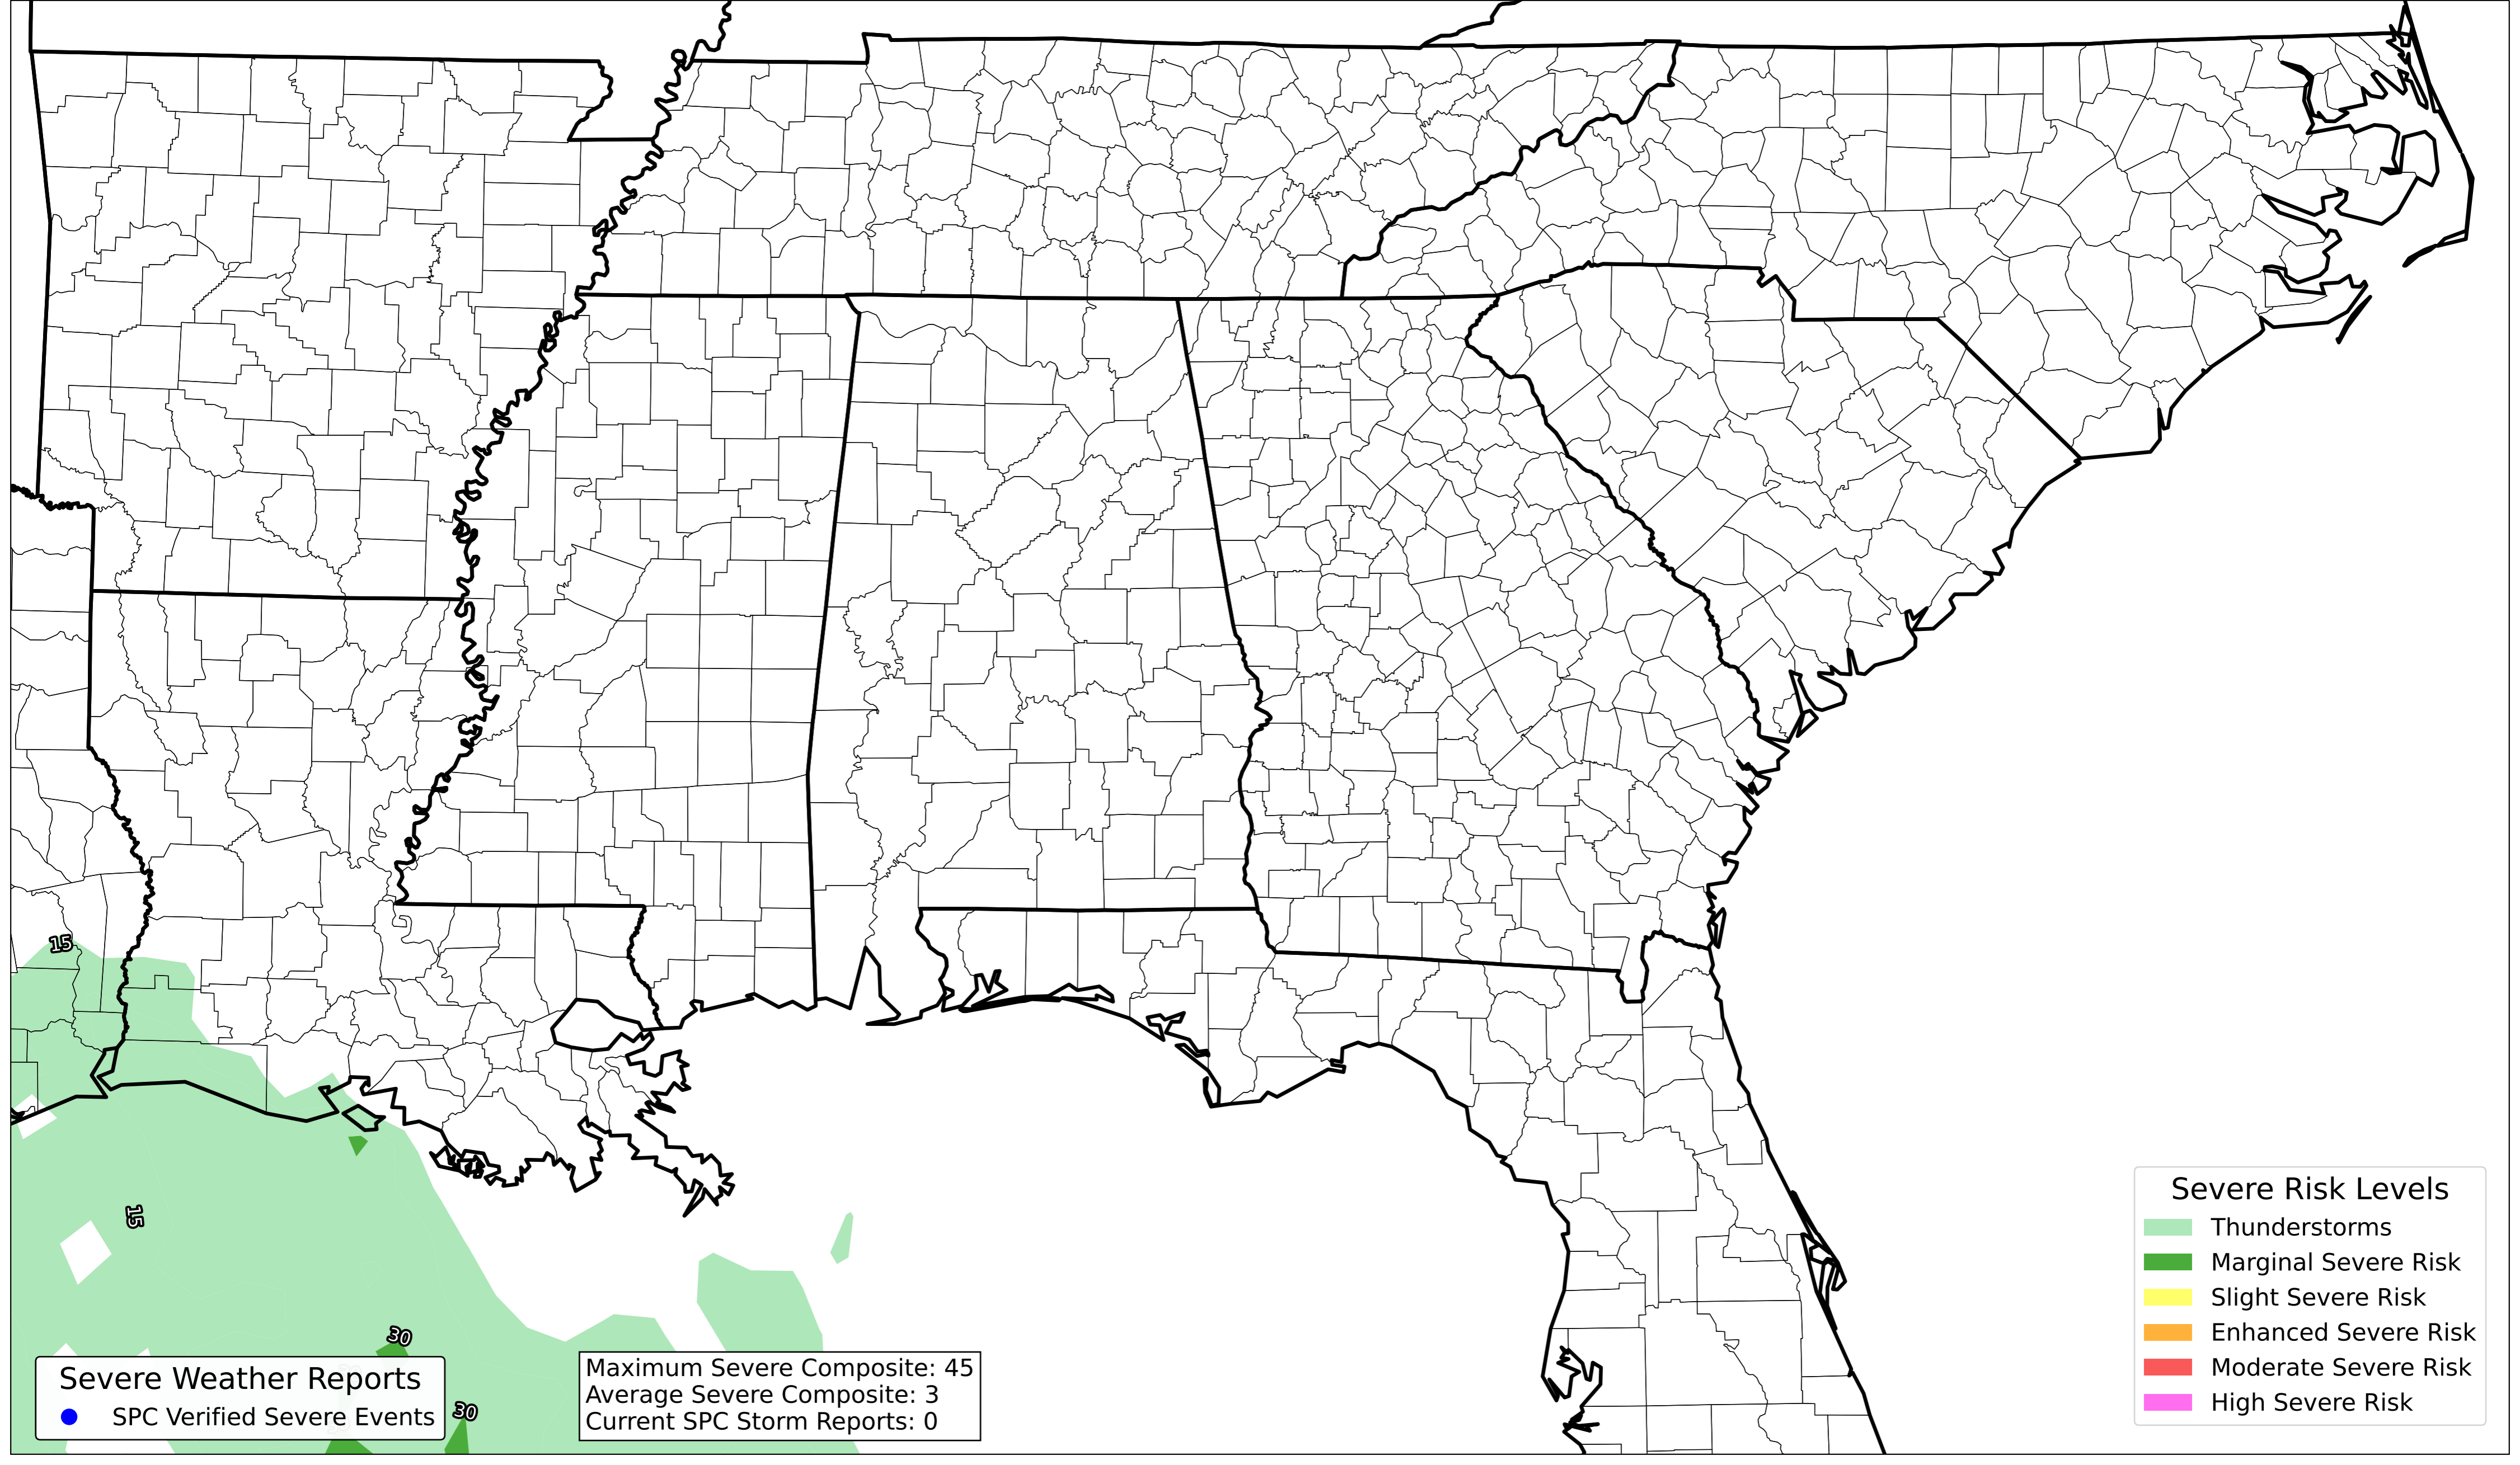 15
15
30
30
Severe Weather Reports
SPC Verified Severe Events
Maximum Severe Composite: 45
Average Severe Composite: 3
Current SPC Storm Reports: 0
Severe Risk Levels
Thunderstorms
Marginal Severe Risk
Slight Severe Risk
Enhanced Severe Risk
Moderate Severe Risk
High Severe Risk